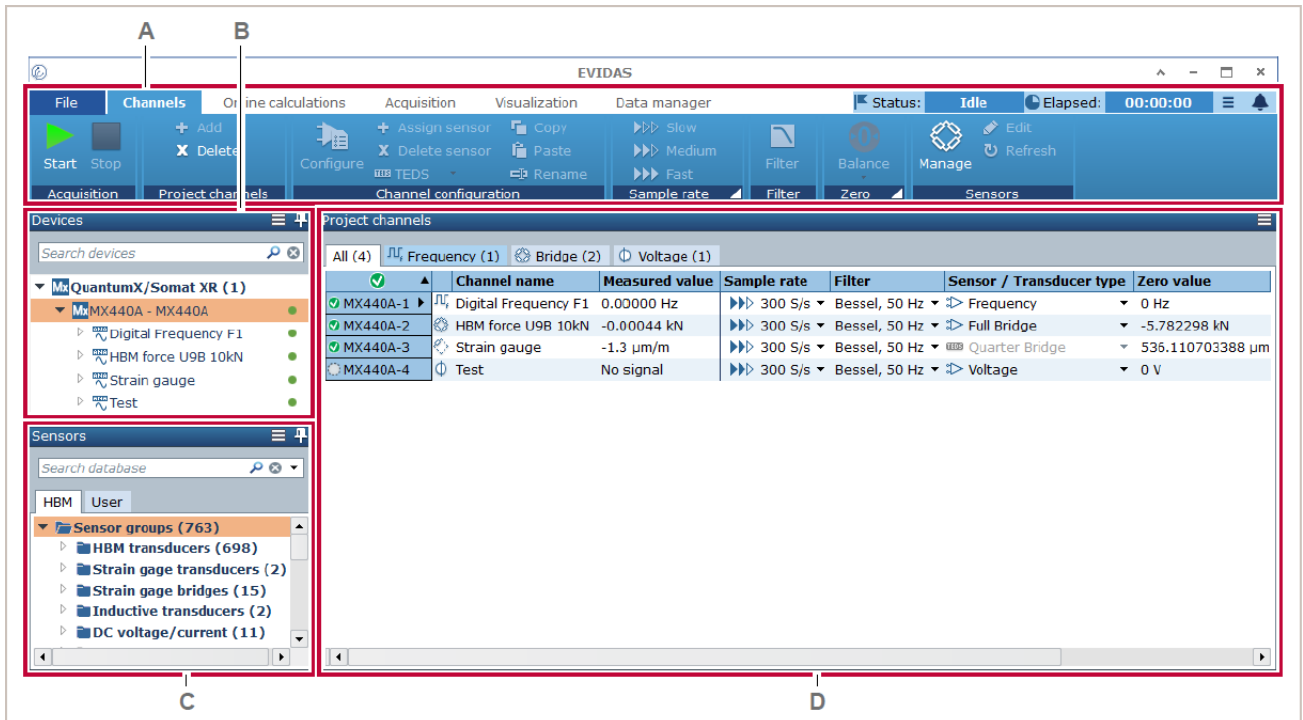 A B
EVIDAS
File Channels Online calculations Acquisition Visualization Data manager Status: Idle Elapsed: 00:00:00
Add Assign sensor Copy Slow Edit
X Delete X Delete sensor Paste Medium Refresh
Start Stop Configure TEDS Rename Fast Filter Balance Manage
Acquisition Project channels Channel configuration Sample rate Filter Zero Sensors
Devices
Search devices
QuantumX/Somat XR (1)
MX440A - MX440A
Digital Frequency F1
HBM force U9B 10kN
Strain gauge
Test
Sensors
Search database
HBM User
Sensor groups (763)
HBM transducers (698)
Strain gage transducers (2)
Strain gage bridges (15)
Inductive transducers (2)
DC voltage/current (11)
Project channels
All (4) Frequency (1) Bridge (2) Voltage (1)
Channel name Measured value Sample rate Filter Sensor / Transducer type Zero value
MX440A-1 Digital Frequency F1 0.00000 Hz 300 S/s Bessel, 50 Hz Frequency 0 Hz
MX440A-2 HBM force U9B 10kN -0.00044 kN 300 S/s Bessel, 50 Hz Full Bridge -5.782298 kN
MX440A-3 Strain gauge -1.3 µm/m 300 S/s Bessel, 50 Hz Quarter Bridge 536.110703388 µm
MX440A-4 Test No signal 300 S/s Bessel, 50 Hz Voltage 0 V
C D